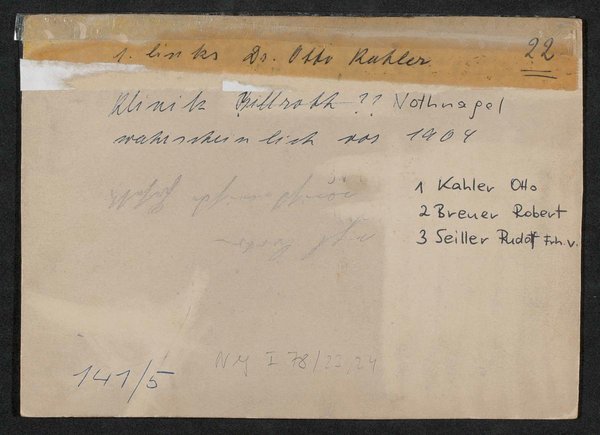 1. links Dr. Otto Kahler
22
Klinik Billroth ?? Nothnagel
wahrscheinlich vor 1904
1 Kahler Otto
2 Breuer Robert
3 Seiller Rudolf Frh. v.
NM I 78/23,24
141/5